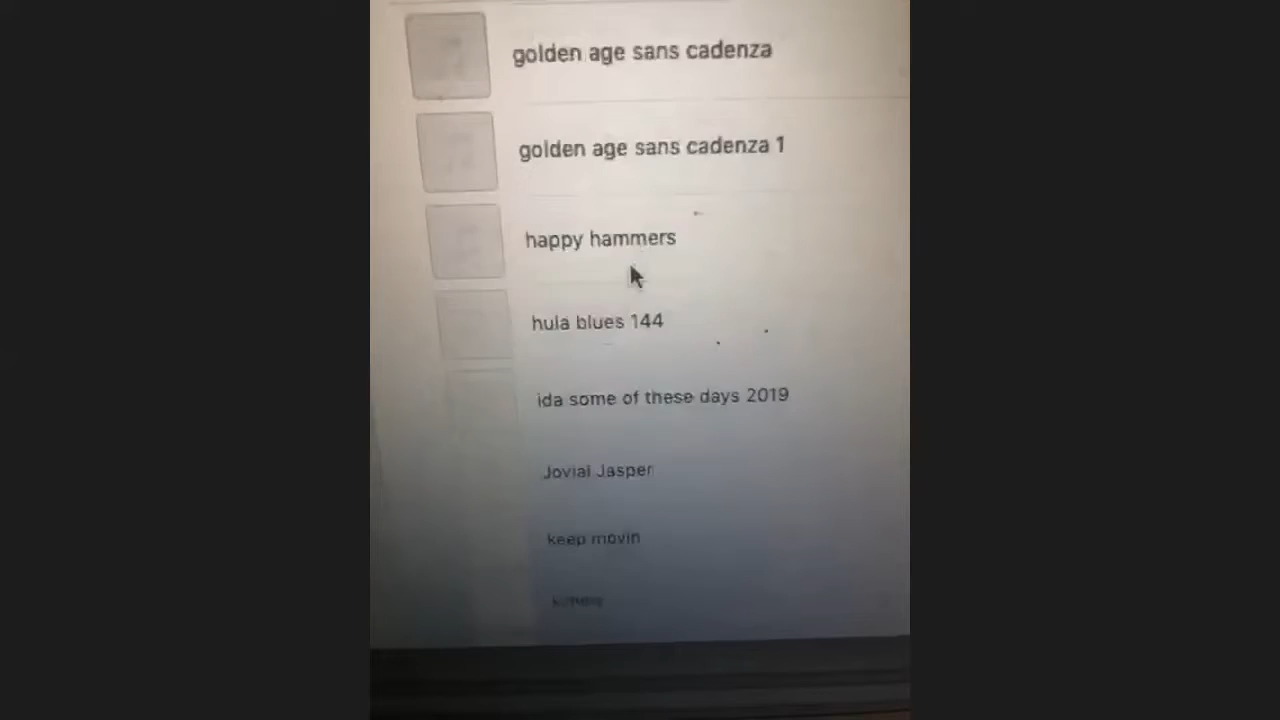 golden age sans cadenza
golden age sans cadenza 1
happy hammers
hula blues 144
ida some of these days 2019
Jovial Jasper
keep movin